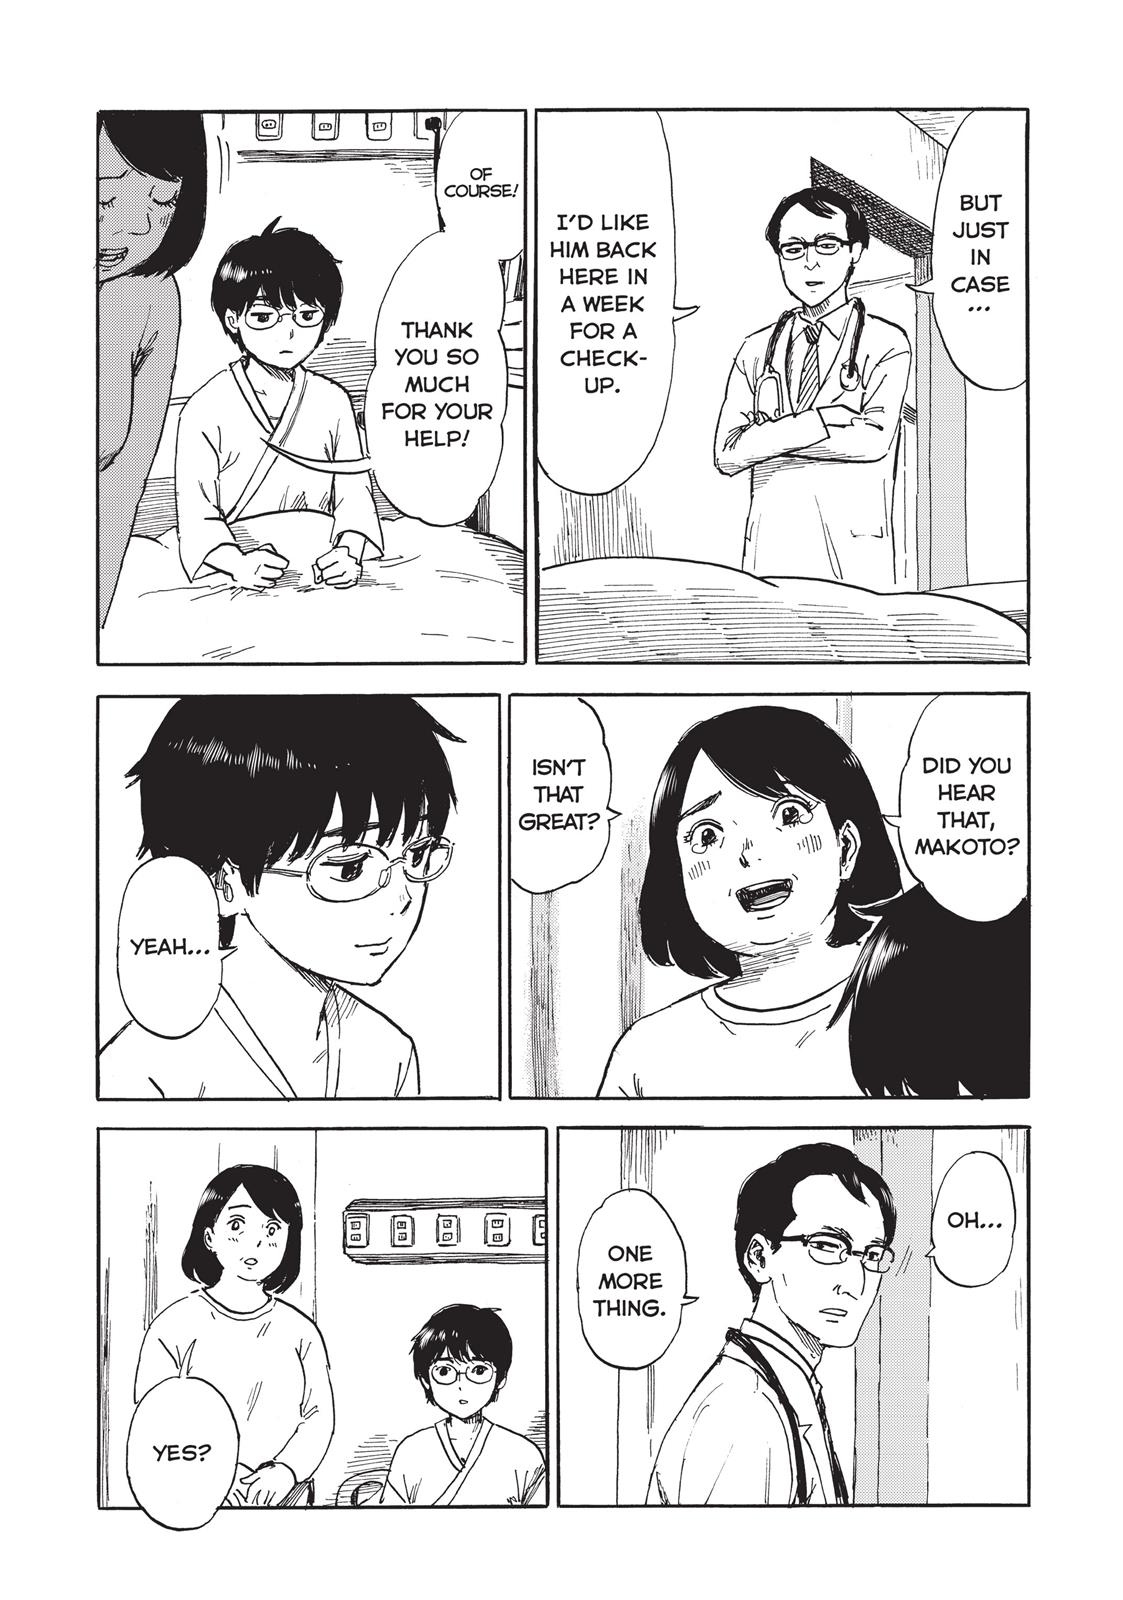 BUT
JUST
IN
CASE
...
I'D LIKE
HIM BACK
HERE IN
A WEEK
FOR A
CHECK-
UP.
OF
COURSE!
THANK
YOU SO
MUCH
FOR YOUR
HELP!
DID YOU
HEAR
THAT,
MAKOTO?
ISN'T
THAT
GREAT?
YEAH...
OH...
ONE
MORE
THING.
YES?